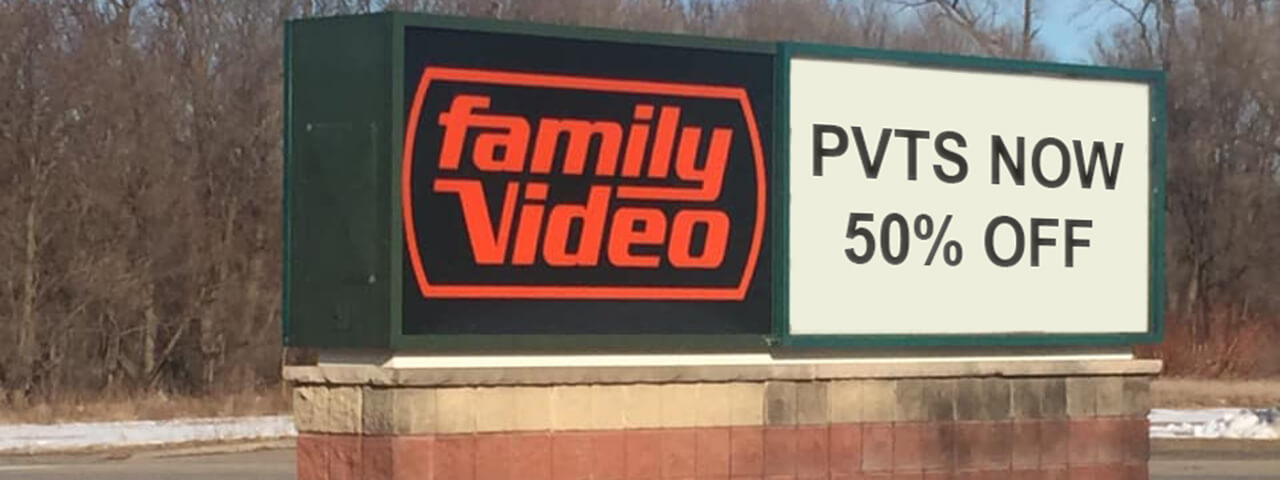 family
Video
PVTS NOW
50% OFF